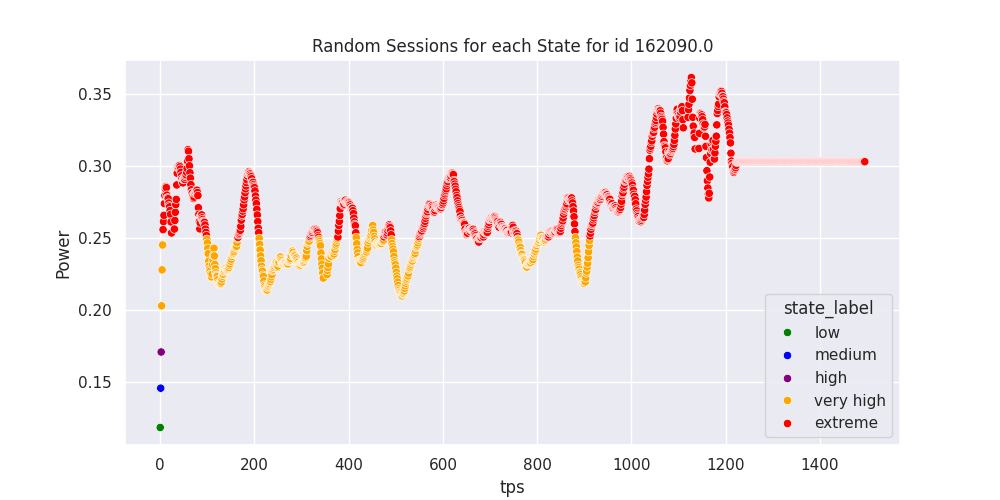 Random Sessions for each State for id 162090.0
Power
0.35
0.30
0.25
0.20
0.15
0
200
400
600
800
1000
1200
1400
tps
state_label
low
medium
high
very high
extreme